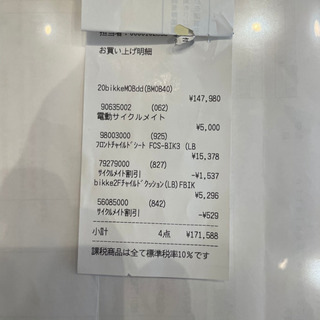 お買い上げ明細
20bikkeMOBdd(BM0B40)
¥147,980
90635002 (062)
電動サイクルメイト
¥5,000
98003000 (925)
フロントチャイルドシート FCS-BIK3 (LB
¥15,378
79279000 (827)
サイクルメイト割引 -¥1,537
bikke2Fチャイルドクッション(LB)FBIK
¥5,296
56085000 (842)
サイクルメイト割引 -¥529
小計 4点 ¥171,588
課税商品は全て標準税率10%です